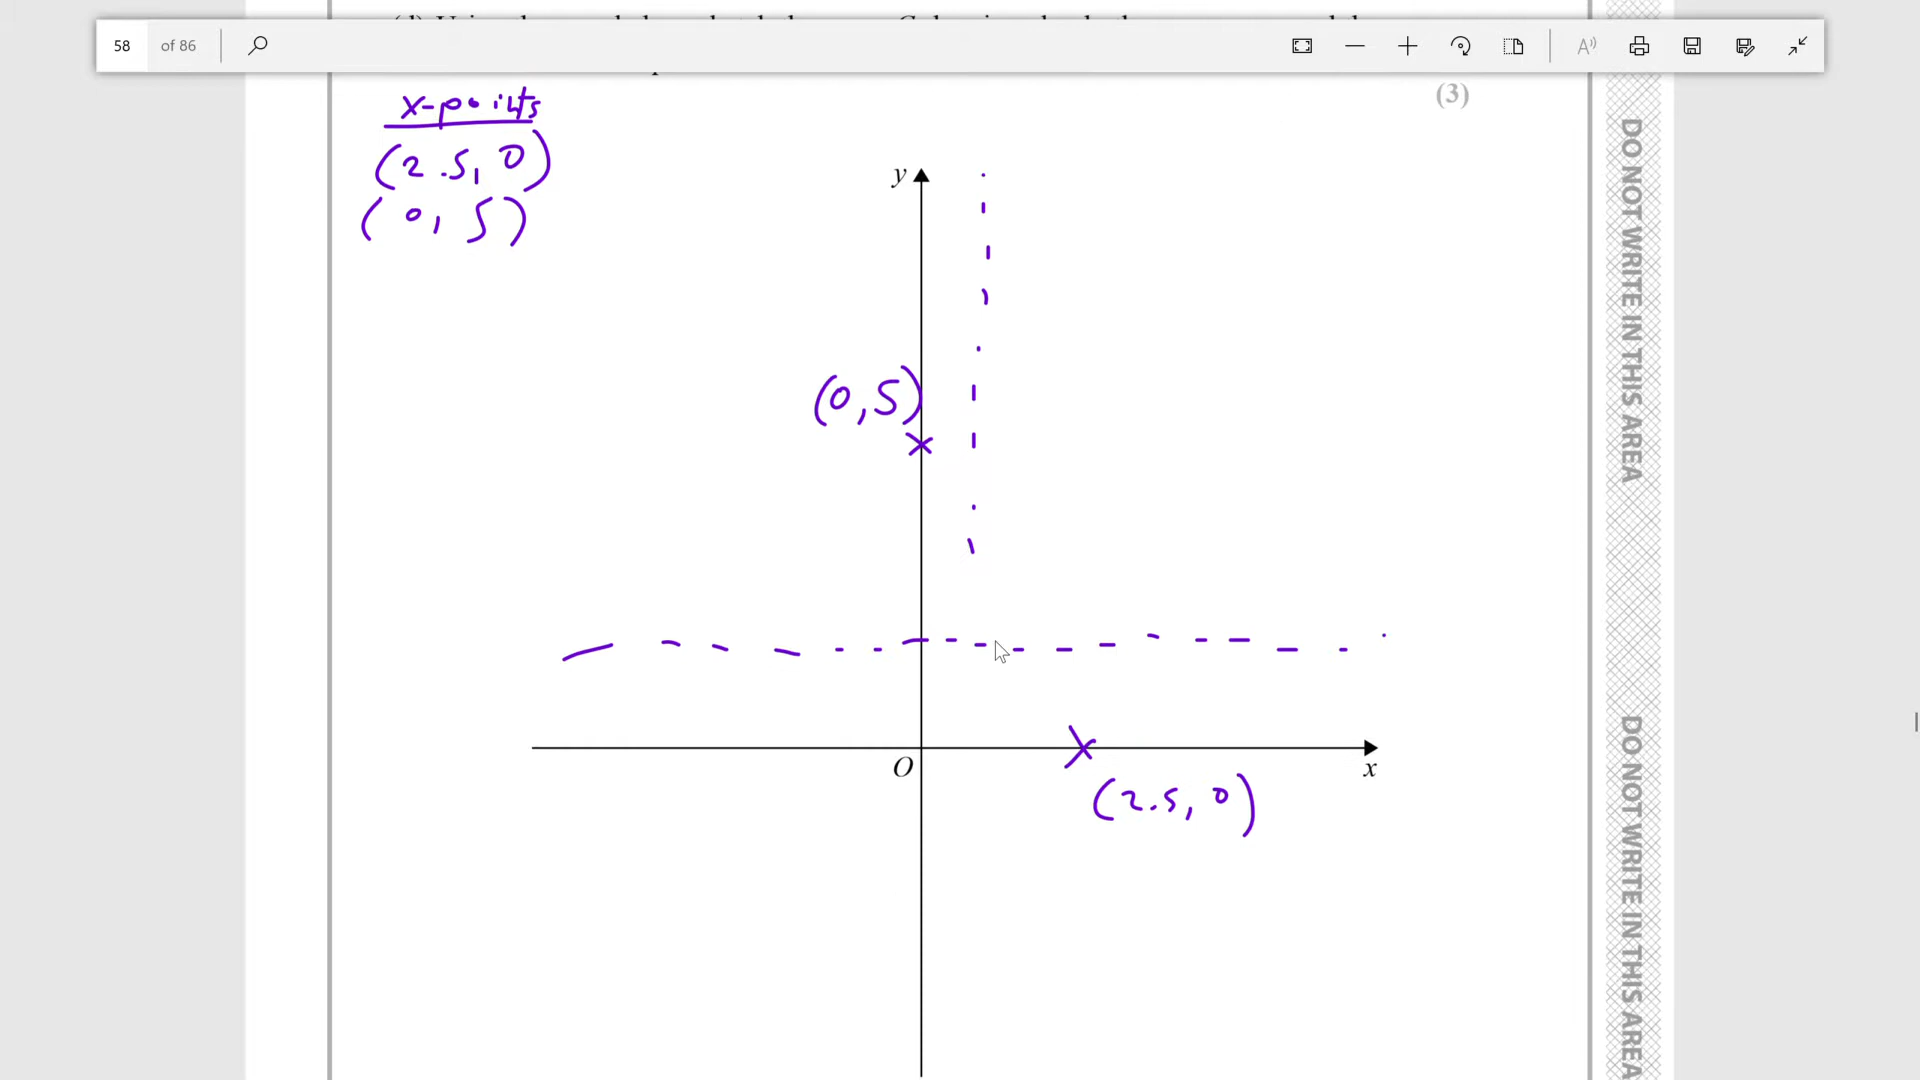 58 of 86
(3)
x-points
(2.5, 0)
(0, 5)
y
(0, 5)
O
x
(2.5, 0)
DO NOT WRITE IN THIS AREA
DO NOT WRITE IN THIS AREA